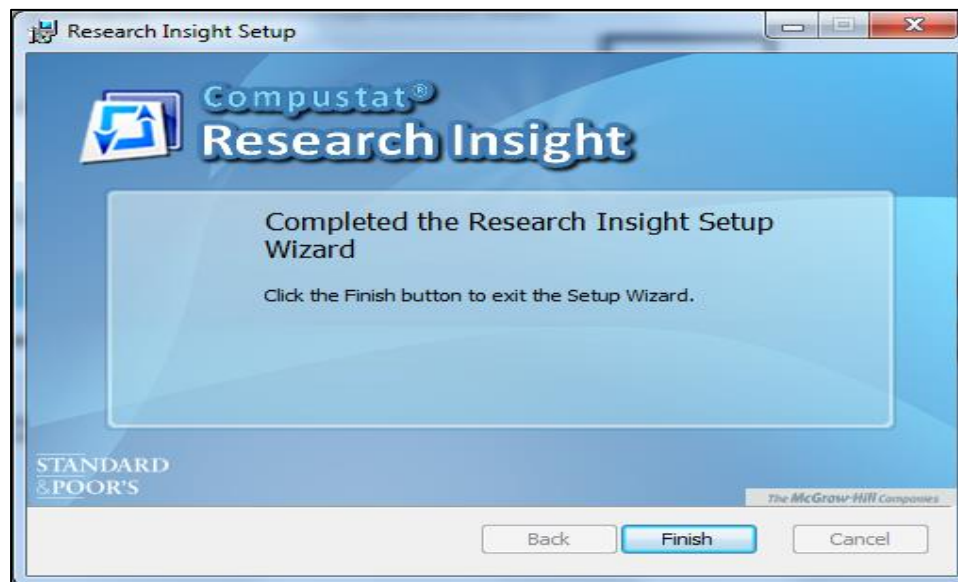 Research Insight Setup
Compustat®
Research Insight
Completed the Research Insight Setup
Wizard
Click the Finish button to exit the Setup Wizard.
STANDARD
&POOR'S
The McGraw-Hill Companies
Back Finish Cancel